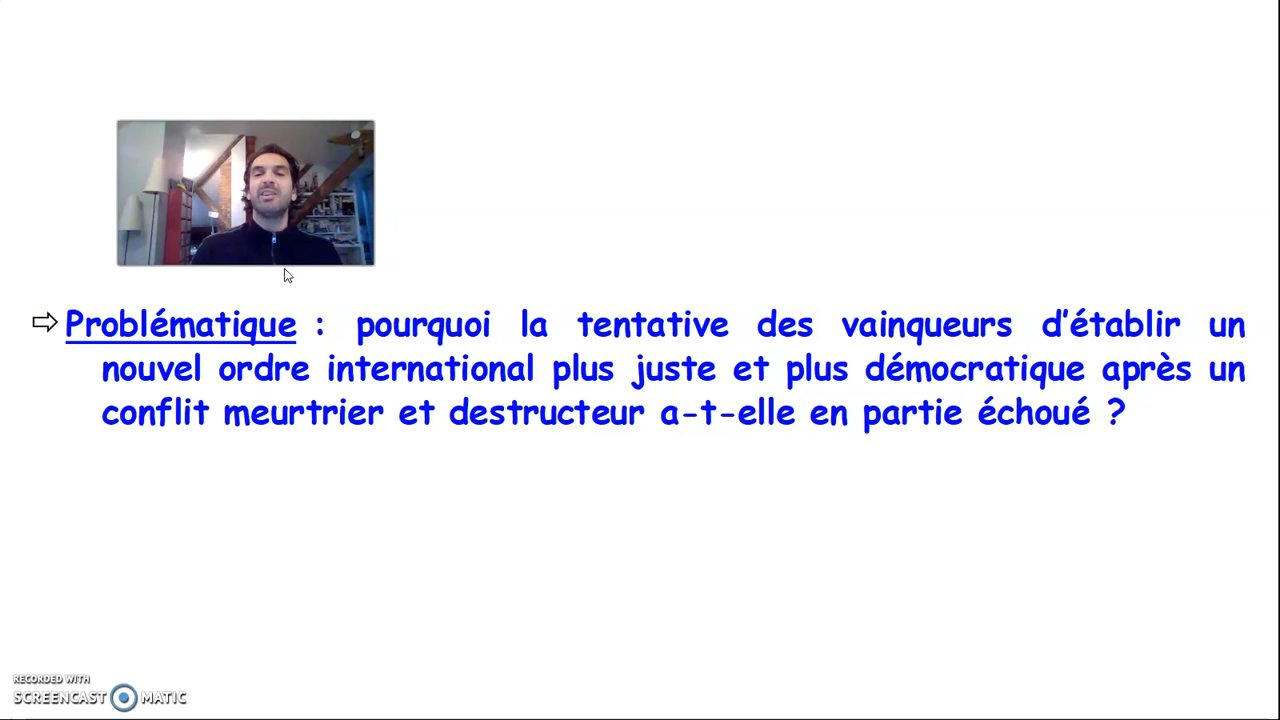 ⇨ Problématique : pourquoi la tentative des vainqueurs d'établir un
nouvel ordre international plus juste et plus démocratique après un
conflit meurtrier et destructeur a-t-elle en partie échoué ?
RECORDED WITH
SCREENCAST MATIC